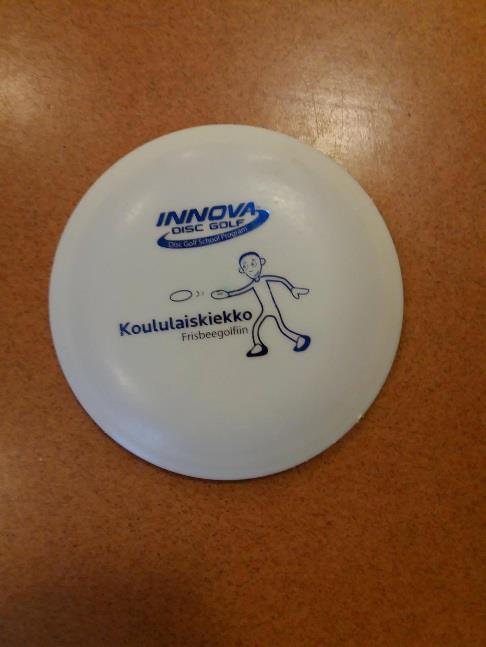 INNOVA
DISC GOLF
Disc Golf School Program
Koululaiskiekko
Frisbeegolfiin